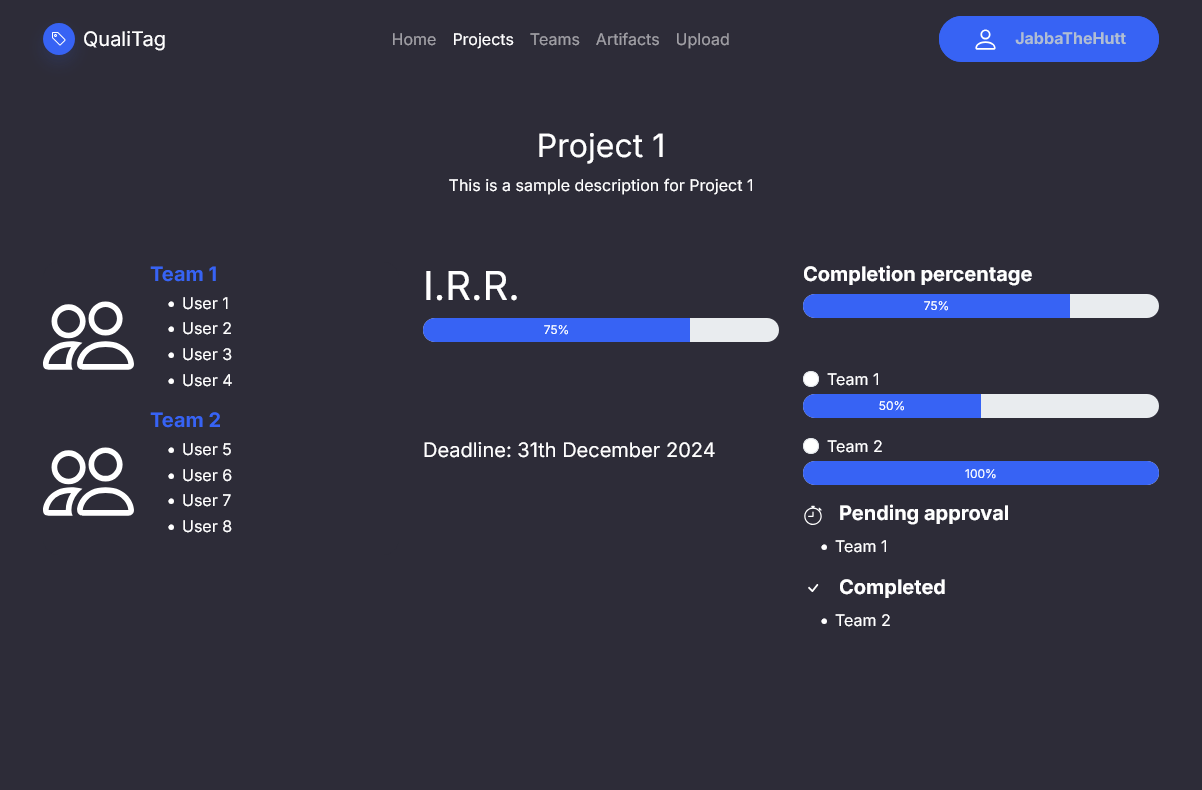 QualiTag
Home Projects Teams Artifacts Upload
JabbaTheHutt
Project 1
This is a sample description for Project 1
Team 1
User 1
User 2
User 3
User 4
Team 2
User 5
User 6
User 7
User 8
I.R.R.
75%
Deadline: 31th December 2024
Completion percentage
75%
Team 1
50%
Team 2
100%
Pending approval
Team 1
Completed
Team 2